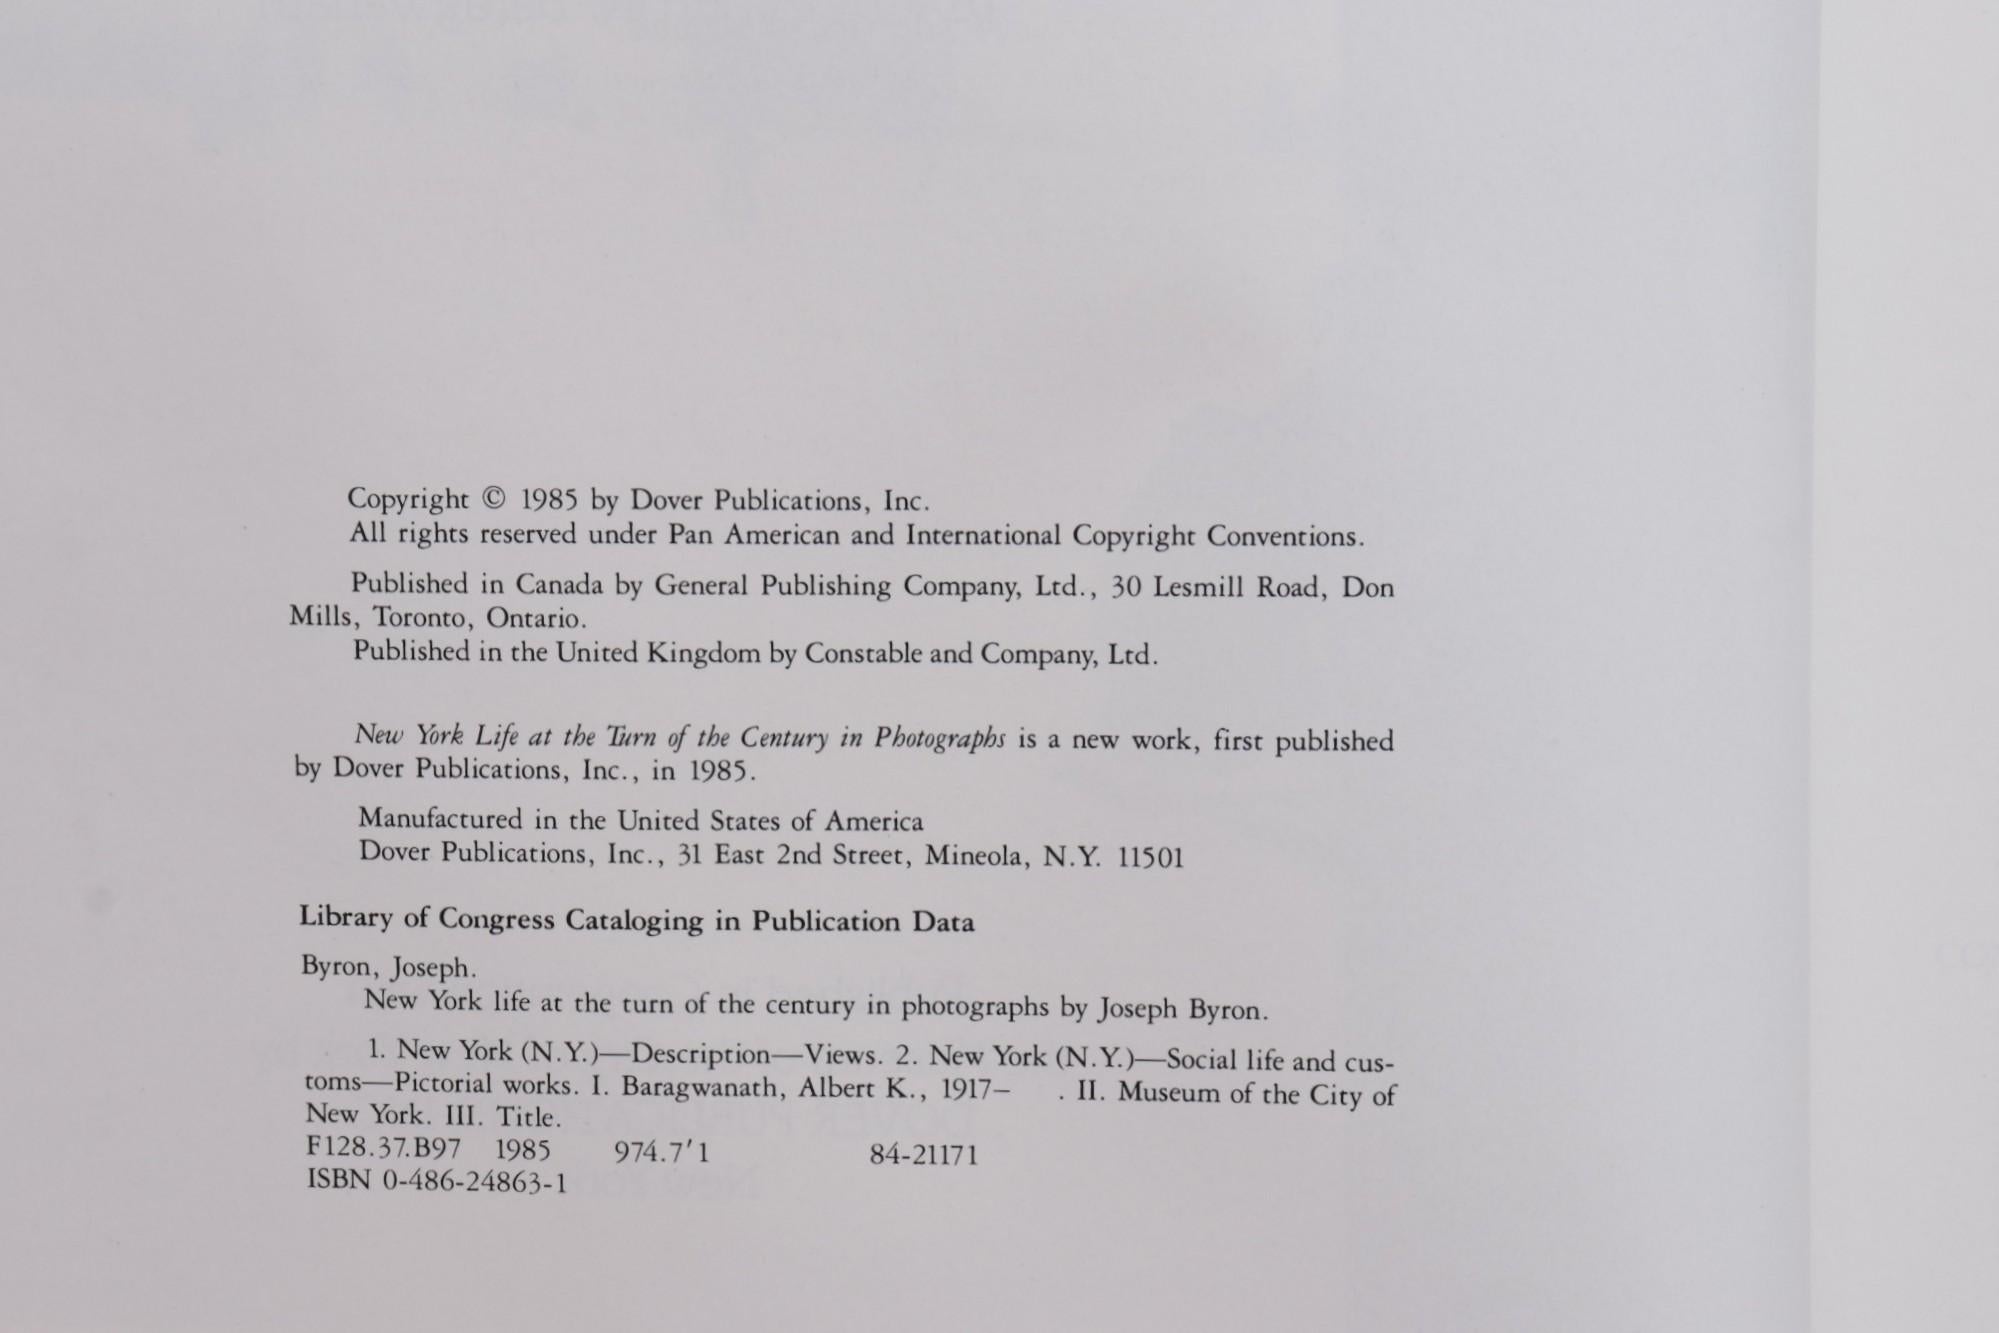 Copyright © 1985 by Dover Publications, Inc.
All rights reserved under Pan American and International Copyright Conventions.
Published in Canada by General Publishing Company, Ltd., 30 Lesmill Road, Don
Mills, Toronto, Ontario.
Published in the United Kingdom by Constable and Company, Ltd.
New York Life at the Turn of the Century in Photographs is a new work, first published
by Dover Publications, Inc., in 1985.
Manufactured in the United States of America
Dover Publications, Inc., 31 East 2nd Street, Mineola, N.Y. 11501
Library of Congress Cataloging in Publication Data
Byron, Joseph.
New York life at the turn of the century in photographs by Joseph Byron.
1. New York (N.Y.)—Description—Views. 2. New York (N.Y.)—Social life and cus-
toms—Pictorial works. I. Baragwanath, Albert K., 1917– . II. Museum of the City of
New York. III. Title.
F128.37.B97 1985 974.7′1 84-21171
ISBN 0-486-24863-1